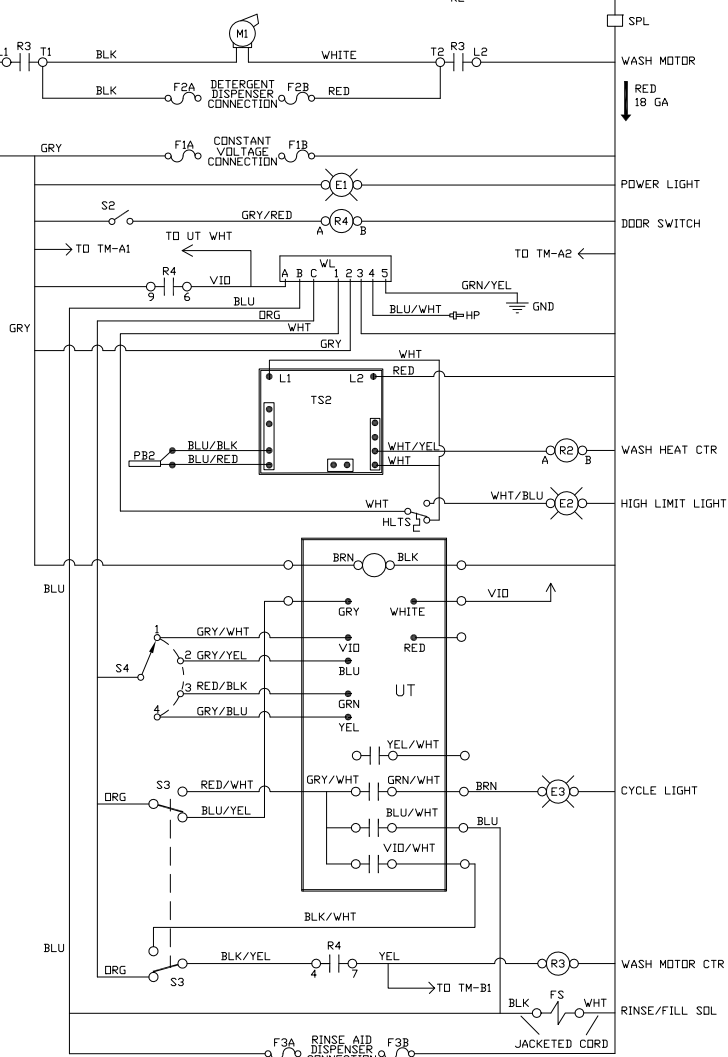 SPL
L1 R3 T1 BLK M1 WHITE T2 R3 L2 WASH MOTOR
BLK F2A DETERGENT DISPENSER CONNECTION F2B RED
RED
18 GA
GRY F1A CONSTANT VOLTAGE CONNECTION F1B
E1 POWER LIGHT
S2 GRY/RED A R4 B DOOR SWITCH
TO TM-A1 TO UT WHT WL TO TM-A2
A B C 1 2 3 4 5
9 R4 6 VIO GRN/YEL
BLU BLU/WHT HP GND
ORG
WHT
GRY GRY
WHT
L1 L2 RED
TS2
PB2 BLU/BLK WHT/YEL A R2 B WASH HEAT CTR
BLU/RED WHT
WHT HLTS WHT/BLU E2 HIGH LIMIT LIGHT
BRN BLK
BLU
GRY WHITE VIO
1 GRY/WHT VIO RED
S4 2 GRY/YEL BLU
3 RED/BLK GRN UT
4 GRY/BLU YEL
YEL/WHT
S3 RED/WHT GRY/WHT GRN/WHT BRN E3 CYCLE LIGHT
ORG BLU/YEL BLU/WHT BLU
VIO/WHT
BLK/WHT
BLU
ORG S3 BLK/YEL 4 R4 7 YEL R3 WASH MOTOR CTR
TO TM-B1
BLK FS WHT RINSE/FILL SOL
JACKETED CORD
F3A RINSE AID DISPENSER CONNECTION F3B